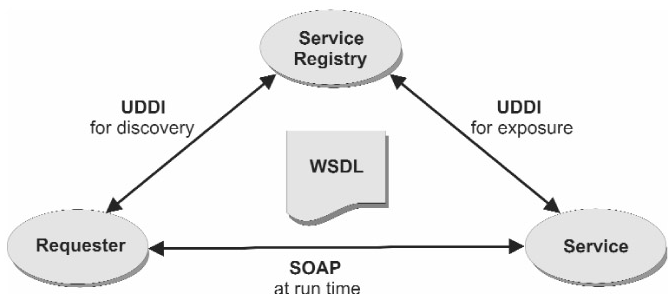 Service
Registry
UDDI
for discovery
UDDI
for exposure
WSDL
Requester
Service
SOAP
at run time